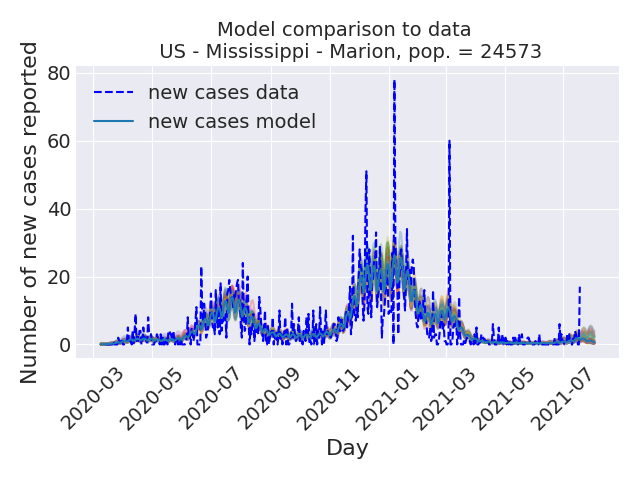 Model comparison to data
US - Mississippi - Marion, pop. = 24573
Number of new cases reported
80
60
40
20
0
new cases data
new cases model
2020-03
2020-05
2020-07
2020-09
2020-11
2021-01
2021-03
2021-05
2021-07
Day